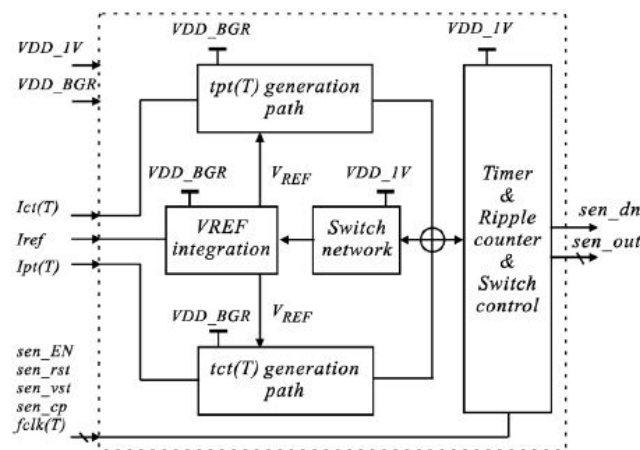 VDD_BGR
VDD_1V
VDD_1V
VDD_BGR
tpt(T) generation
path
VDD_BGR
VREF
VDD_1V
Timer
&
Ripple
counter
&
Switch
control
Ict(T)
Iref
Ipt(T)
VREF
integration
Switch
network
sen_dn
sen_out
VREF
VDD_BGR
tct(T) generation
path
sen_EN
sen_rst
sen_vst
sen_cp
fclk(T)